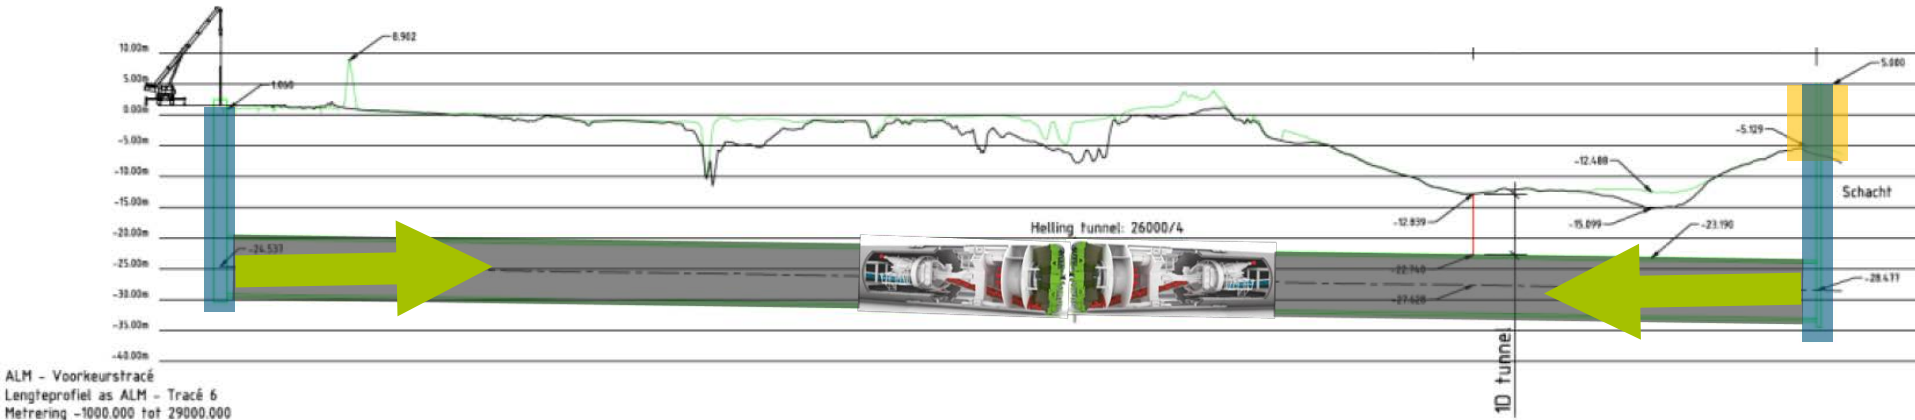 10.00m
5.00m
0.00m
-5.00m
-10.00m
-15.00m
-20.00m
-25.00m
-30.00m
-35.00m
-40.00m
8.902
1.060
-24.537
Helling tunnel: 26000/4
-12.839
-22.740
-27.628
1D tunnel
-12.488
-15.099
-23.190
-5.129
5.000
Schacht
-28.477
ALM - Voorkeurstracé
Lengteprofiel as ALM - Tracé 6
Metrering -1000.000 tot 29000.000